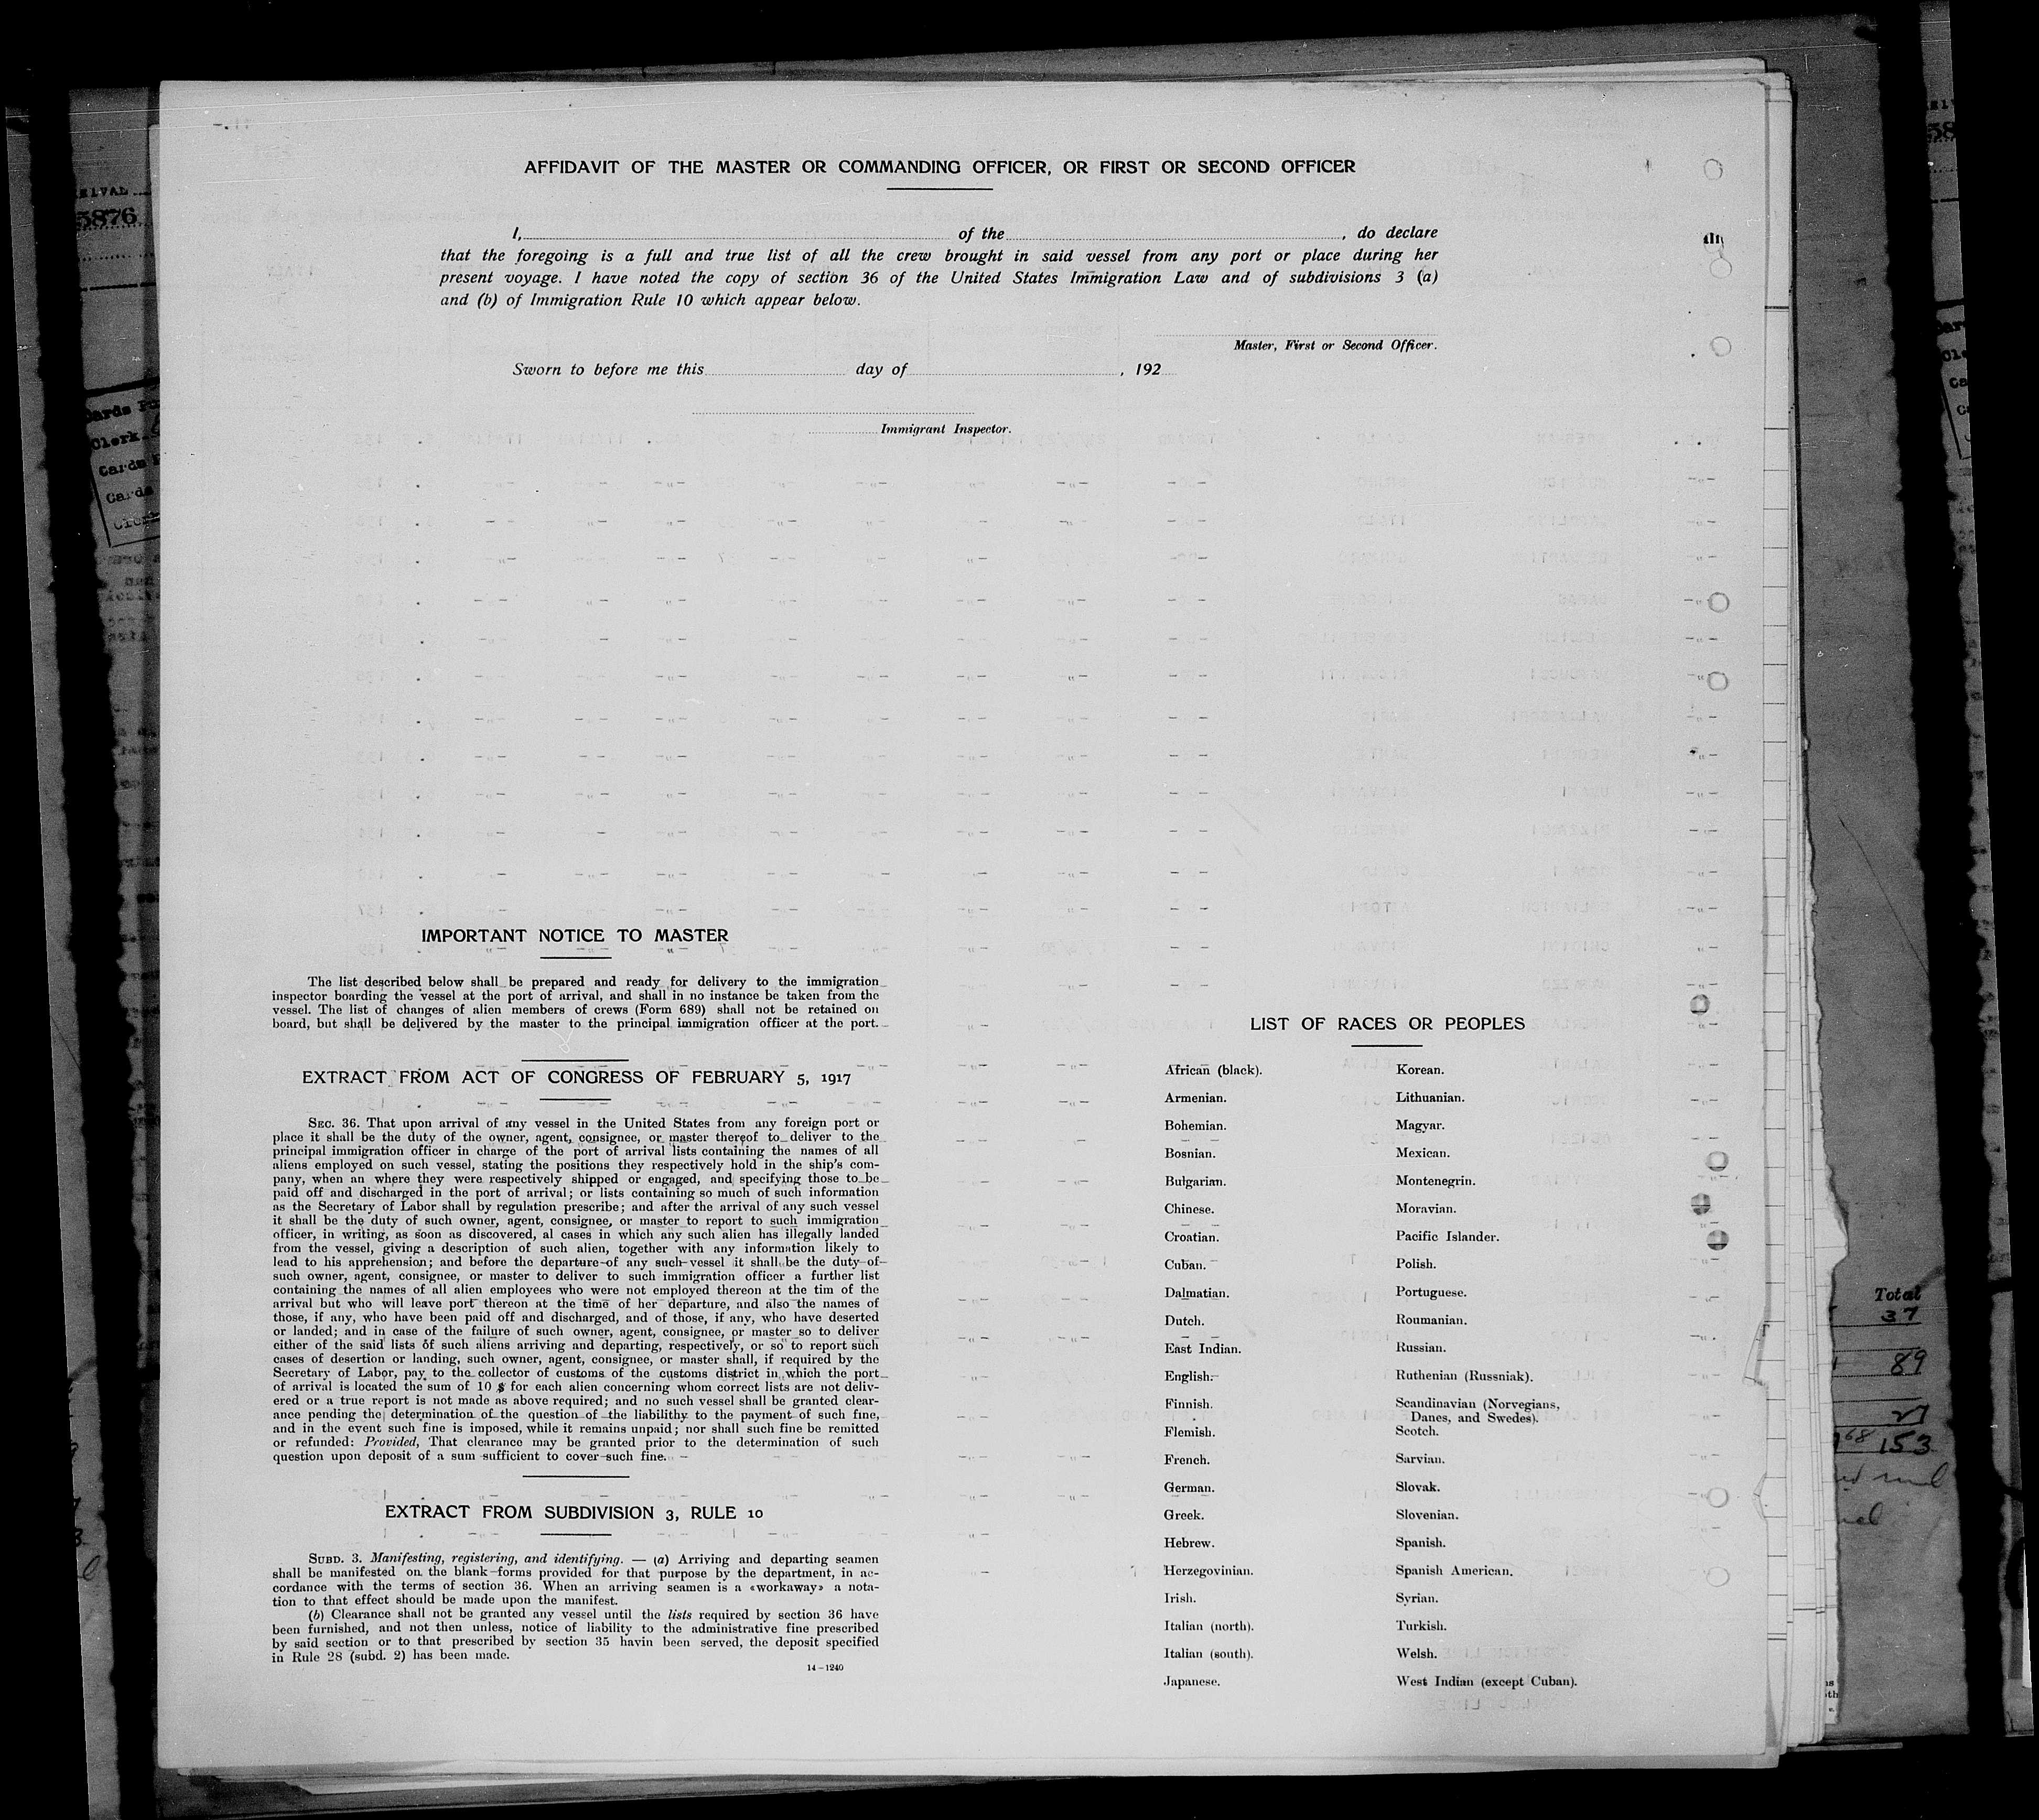 AFFIDAVIT OF THE MASTER OR COMMANDING OFFICER, OR FIRST OR SECOND OFFICER
I, of the , do declare
that the foregoing is a full and true list of all the crew brought in said vessel from any port or place during her
present voyage. I have noted the copy of section 36 of the United States Immigration Law and of subdivisions 3 (a)
and (b) of Immigration Rule 10 which appear below.
Master, First or Second Officer.
Sworn to before me this day of , 192
Immigrant Inspector.
IMPORTANT NOTICE TO MASTER
The list described below shall be prepared and ready for delivery to the immigration
inspector boarding the vessel at the port of arrival, and shall in no instance be taken from the
vessel. The list of changes of alien members of crews (Form 689) shall not be retained on
board, but shall be delivered by the master to the principal immigration officer at the port.
EXTRACT FROM ACT OF CONGRESS OF FEBRUARY 5, 1917
SEC. 36. That upon arrival of any vessel in the United States from any foreign port or
place it shall be the duty of the owner, agent, consignee, or master thereof to deliver to the
principal immigration officer in charge of the port of arrival lists containing the names of all
aliens employed on such vessel, stating the positions they respectively hold in the ship's com-
pany, when an where they were respectively shipped or engaged, and specifying those to be
paid off and discharged in the port of arrival; or lists containing so much of such information
as the Secretary of Labor shall by regulation prescribe; and after the arrival of any such vessel
it shall be the duty of such owner, agent, consignee, or master to report to such immigration
officer, in writing, as soon as discovered, al cases in which any such alien has illegally landed
from the vessel, giving a description of such alien, together with any information likely to
lead to his apprehension; and before the departure of any such vessel it shall be the duty of
such owner, agent, consignee, or master to deliver to such immigration officer a further list
containing the names of all alien employees who were not employed thereon at the tim of the
arrival but who will leave port thereon at the time of her departure, and also the names of
those, if any, who have been paid off and discharged, and of those, if any, who have deserted
or landed; and in case of the failure of such owner, agent, consignee, or master so to deliver
either of the said lists of such aliens arriving and departing, respectively, or so to report such
cases of desertion or landing, such owner, agent, consignee, or master shall, if required by the
Secretary of Labor, pay to the collector of customs of the customs district in which the port
of arrival is located the sum of 10 $ for each alien concerning whom correct lists are not deliv-
ered or a true report is not made as above required; and no such vessel shall be granted clear-
ance pending the determination of the question of the liabilithy to the payment of such fine,
and in the event such fine is imposed, while it remains unpaid; nor shall such fine be remitted
or refunded: Provided, That clearance may be granted prior to the determination of such
question upon deposit of a sum sufficient to cover such fine.
EXTRACT FROM SUBDIVISION 3, RULE 10
SUBD. 3. Manifesting, registering, and identifying. — (a) Arriving and departing seamen
shall be manifested on the blank forms provided for that purpose by the department, in ac-
cordance with the terms of section 36. When an arriving seamen is a «workaway» a nota-
tion to that effect should be made upon the manifest.
(b) Clearance shall not be granted any vessel until the lists required by section 36 have
been furnished, and not then unless, notice of liability to the administrative fine prescribed
by said section or to that prescribed by section 35 havin been served, the deposit specified
in Rule 28 (subd. 2) has been made.
14-1240
LIST OF RACES OR PEOPLES
African (black). Korean.
Armenian. Lithuanian.
Bohemian. Magyar.
Bosnian. Mexican.
Bulgarian. Montenegrin.
Chinese. Moravian.
Croatian. Pacific Islander.
Cuban. Polish.
Dalmatian. Portuguese.
Dutch. Roumanian.
East Indian. Russian.
English. Ruthenian (Russniak).
Finnish. Scandinavian (Norvegians,
Danes, and Swedes).
Flemish. Scotch.
French. Sarvian.
German. Slovak.
Greek. Slovenian.
Hebrew. Spanish.
Herzegovinian. Spanish American.
Irish. Syrian.
Italian (north). Turkish.
Italian (south). Welsh.
Japanese. West Indian (except Cuban).
5876
Clerk
Cards
Cards
Total
37
89
27
153